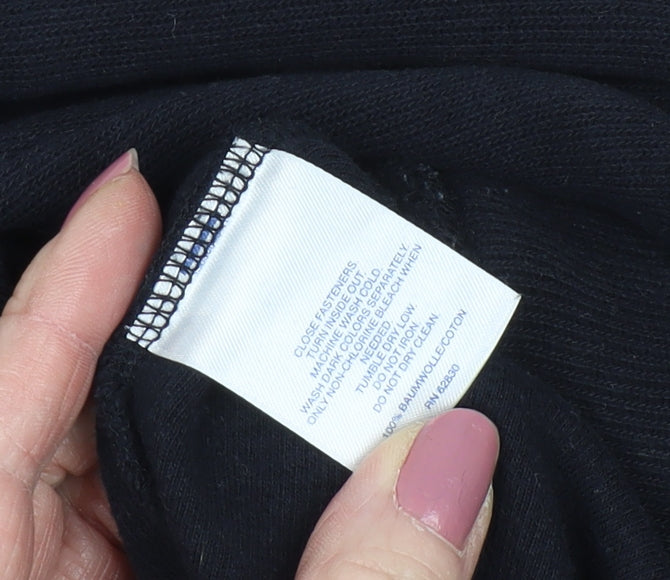 CLOSE FASTENERS
TURN INSIDE OUT.
MACHINE WASH COLD.
WASH DARK COLORS SEPARATELY.
ONLY NON-CHLORINE BLEACH WHEN
NEEDED.
TUMBLE DRY LOW.
DO NOT IRON.
DO NOT DRY CLEAN.
100% BAUMWOLLE/COTON
RN 62830